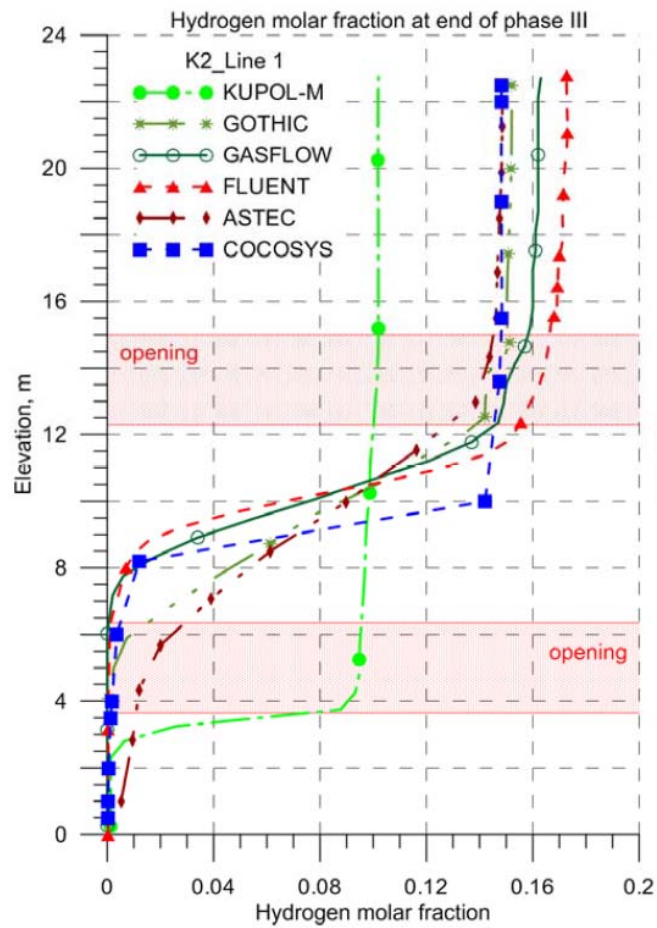 Hydrogen molar fraction at end of phase III
24
K2_Line 1
KUPOL-M
GOTHIC
GASFLOW
FLUENT
ASTEC
COCOSYS
20
16
opening
Elevation, m
12
8
opening
4
0
0 0.04 0.08 0.12 0.16 0.2
Hydrogen molar fraction